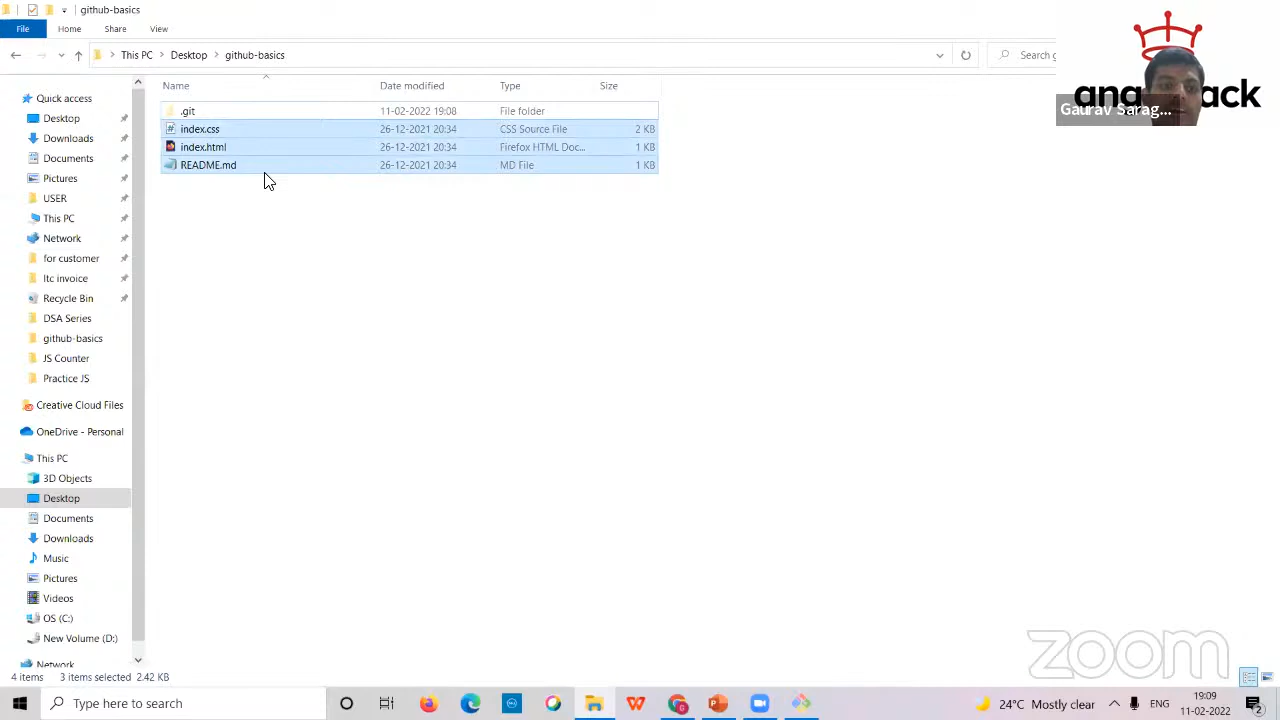 github-basics
File Home Share View
This PC Desktop github-basics
Search g
Name Date modified Type Size
.git 11-02-2022 19:08 File folder
index.css 26-12-2021 20:34 CSS Source File 2 KB
index.html 26-12-2021 20:34 Firefox HTML Doc... 1 KB
README.md 26-12-2021 20:34 MD File 1 KB
Quick access
Desktop
Downloads
Documents
Pictures
USER
This PC
Network
for customer
ltc invoice
Recycle Bin
DSA Series
github-basics
JS Counter
Practice JS
Creative Cloud Files
OneDrive - Personal
This PC
3D Objects
Desktop
Documents
Downloads
Music
Pictures
Videos
OS (C:)
New Volume (D:)
Network
4 items 3 items selected 2.42 KB
Gaurav Sarag...
zoom
Type here to search
24°C Mostly clear
ENG
19:09
11-02-2022
2